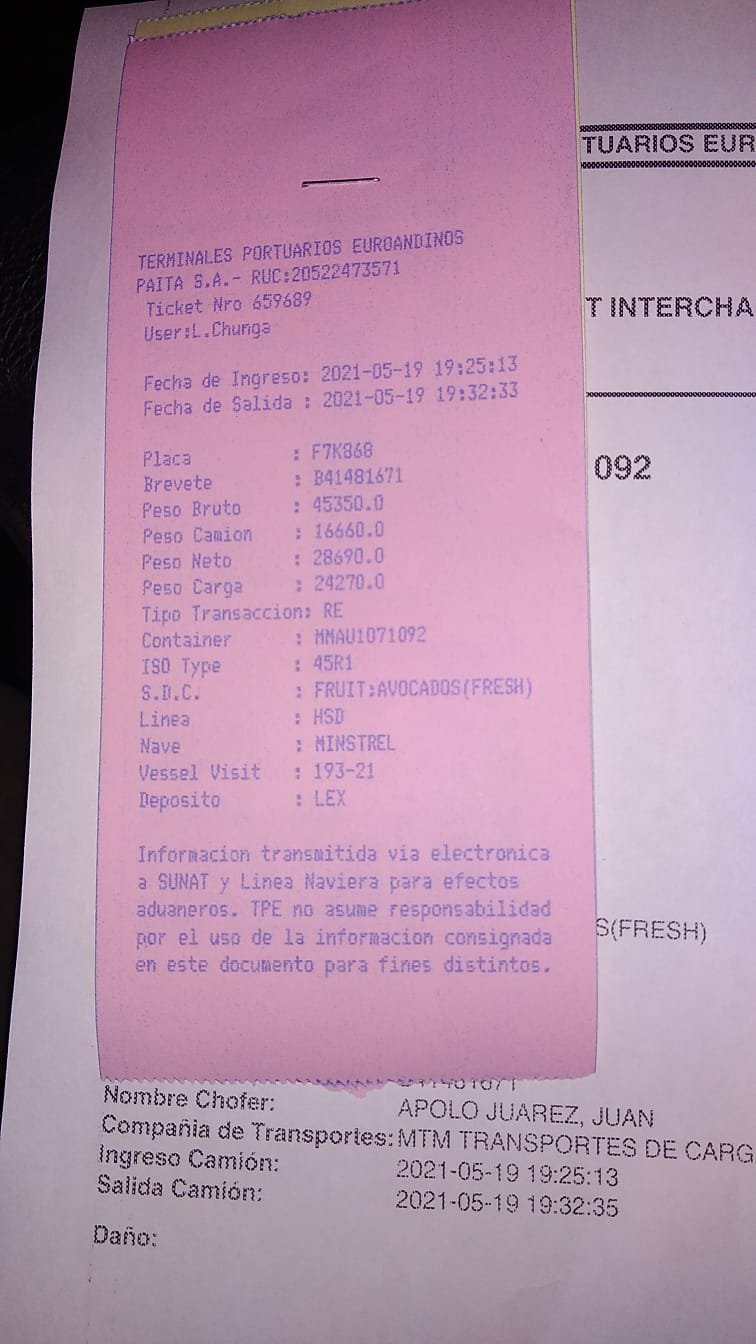 TUARIOS EUR
TERMINALES PORTUARIOS EUROANDINOS
PAITA S.A.- RUC:20522473571
Ticket Nro 659689
User:L.Chunga
T INTERCHA
Fecha de Ingreso: 2021-05-19 19:25:13
Fecha de Salida : 2021-05-19 19:32:33
Placa : F7K868
092
Brevete : B41481671
Peso Bruto : 45350.0
Peso Camion : 16660.0
Peso Neto : 28690.0
Peso Carga : 24270.0
Tipo Transaccion: RE
Container : MMAU1071092
ISO Type : 45R1
S.D.C. : FRUIT:AVOCADOS(FRESH)
Linea : HSD
Nave : MINSTREL
Vessel Visit : 193-21
Deposito : LEX
Informacion transmitida via electronica
a SUNAT y Linea Naviera para efectos
aduaneros. TPE no asume responsabilidad
por el uso de la informacion consignada
en este documento para fines distintos.
S(FRESH)
Nombre Chofer: APOLO JUAREZ, JUAN
Compañia de Transportes: MTM TRANSPORTES DE CARG
Ingreso Camión: 2021-05-19 19:25:13
Salida Camión: 2021-05-19 19:32:35
Daño: